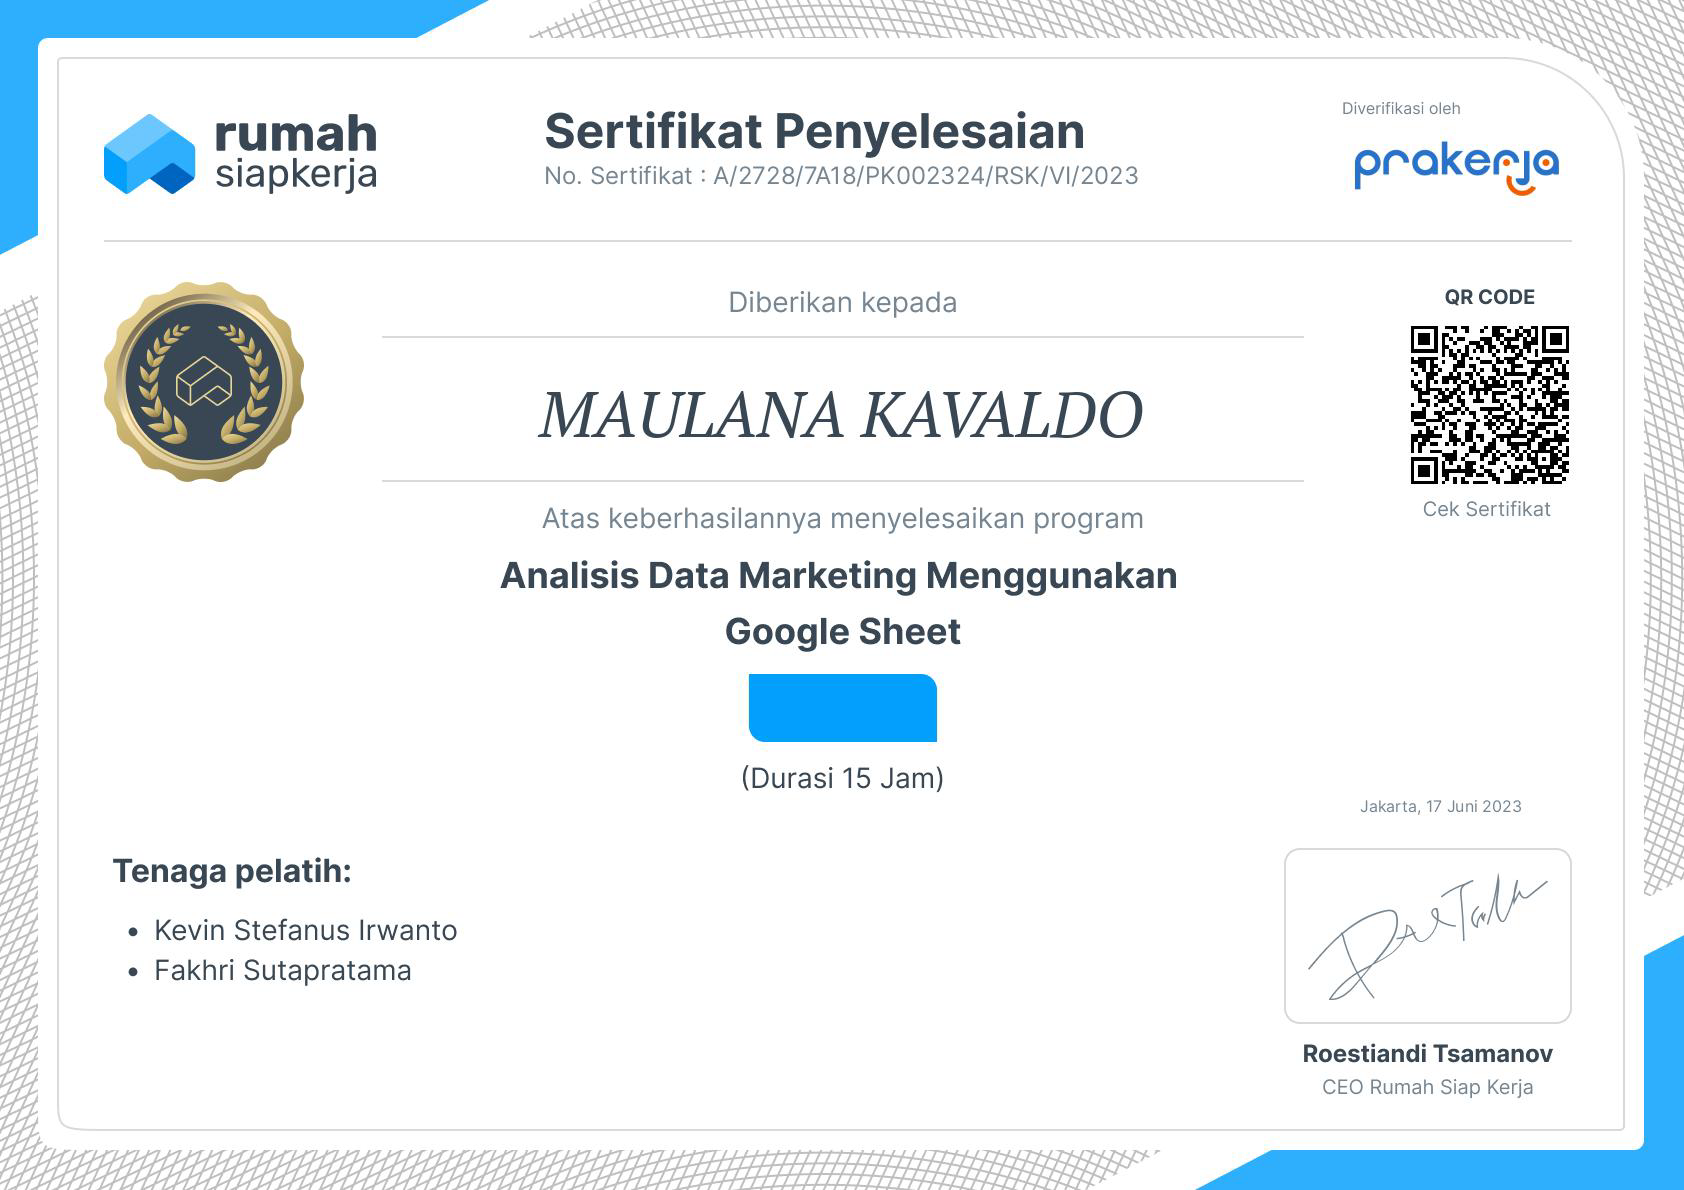 rumah
siapkerja
Sertifikat Penyelesaian
No. Sertifikat : A/2728/7A18/PK002324/RSK/VI/2023
Diverifikasi oleh
prakerja
Diberikan kepada
MAULANA KAVALDO
QR CODE
Cek Sertifikat
Atas keberhasilannya menyelesaikan program
Analisis Data Marketing Menggunakan
Google Sheet
(Durasi 15 Jam)
Jakarta, 17 Juni 2023
Tenaga pelatih:
• Kevin Stefanus Irwanto
• Fakhri Sutapratama
Roestiandi Tsamanov
CEO Rumah Siap Kerja